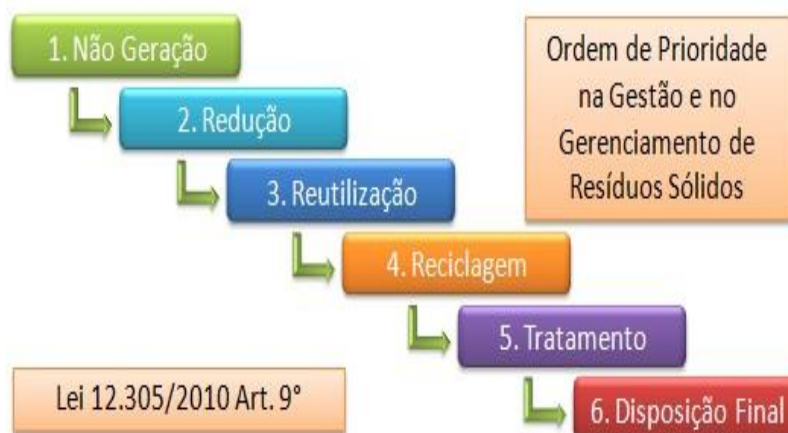 1. Não Geração
2. Redução
3. Reutilização
4. Reciclagem
5. Tratamento
6. Disposição Final
Ordem de Prioridade
na Gestão e no
Gerenciamento de
Resíduos Sólidos
Lei 12.305/2010 Art. 9°